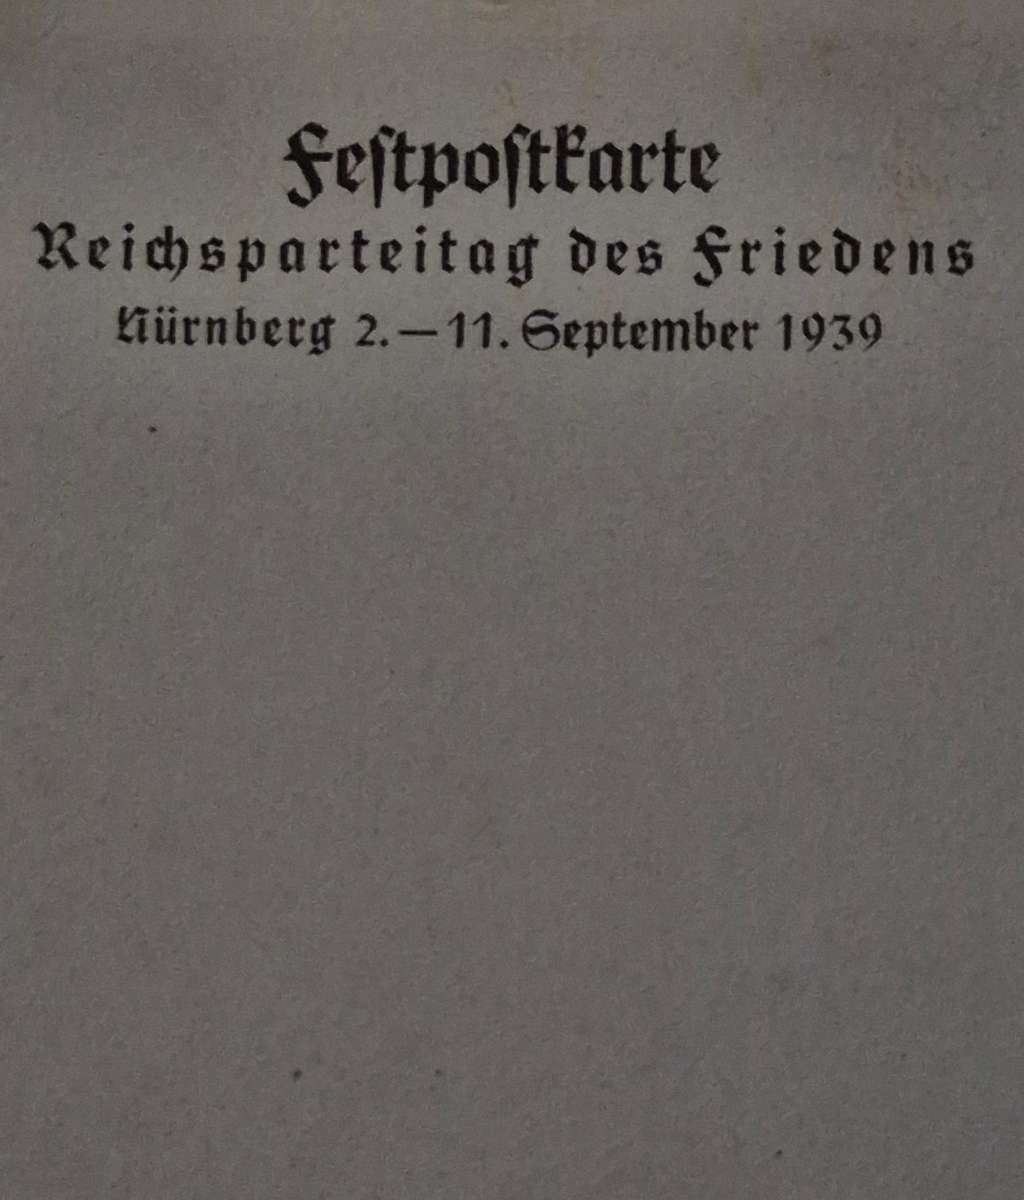 Feſtpoſtkarte
Reichsparteitag des Friedens
Nürnberg 2.—11. September 1939